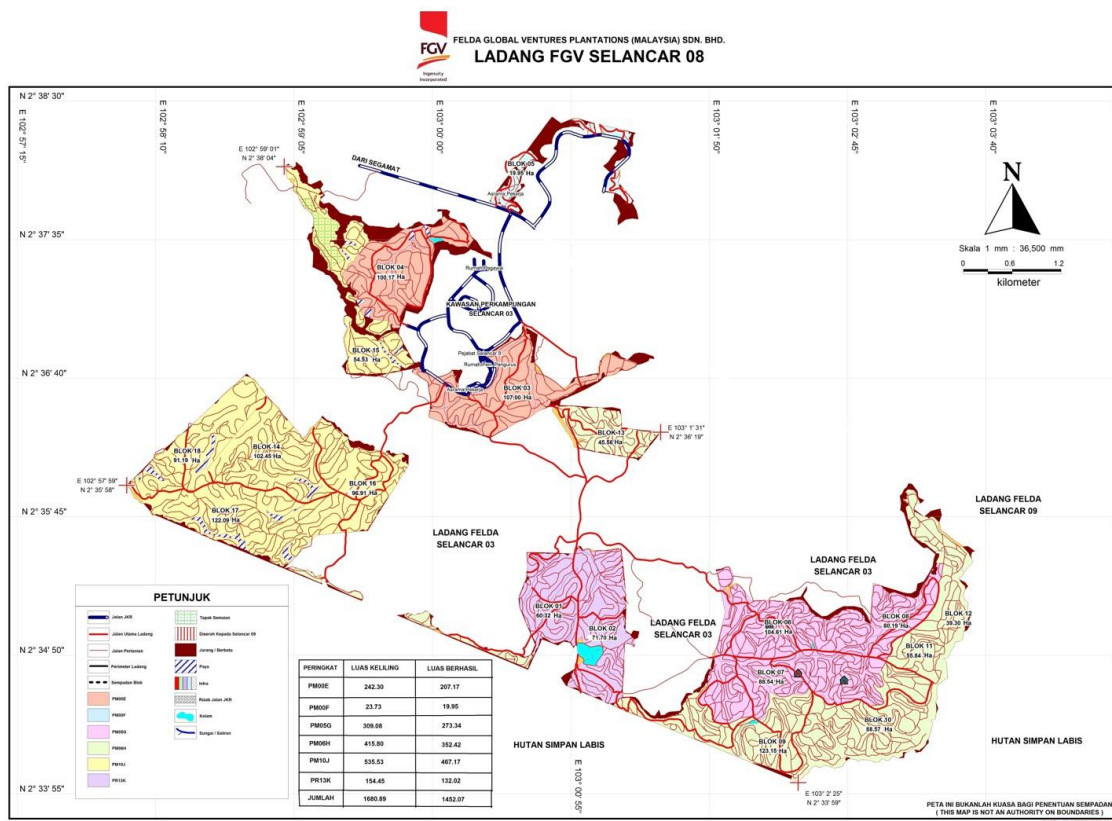 FGV
Ingenuity
Incorporated
FELDA GLOBAL VENTURES PLANTATIONS (MALAYSIA) SDN. BHD.
LADANG FGV SELANCAR 08
N 2° 38' 30"
E 102° 57' 15"
E 102° 58' 10"
E 102° 59' 05"
E 103° 00' 00"
E 103° 01' 50"
E 103° 02' 45"
E 103° 03' 40"
E 102° 59' 01"
N 2° 38' 04"
DARI SEGAMAT
BLOK 05
19.95 Ha
Asrama Pekerja
N
Skala 1 mm : 36,500 mm
0 0.6 1.2
kilometer
N 2° 37' 35"
BLOK 04
100.17 Ha
KAWASAN PERKAMPUNGAN
SELANCAR 03
BLOK 15
54.53 Ha
Pejabat Selancar 8
BLOK 03
107.00 Ha
Asrama Pekerja
N 2° 36' 40"
BLOK 13
45.56 Ha
E 103° 1' 31"
N 2° 36' 19"
BLOK 14
102.45 Ha
BLOK 18
91.19 Ha
BLOK 16
96.91 Ha
E 102° 57' 59"
N 2° 35' 58"
BLOK 17
122.09 Ha
N 2° 35' 45"
LADANG FELDA
SELANCAR 03
LADANG FELDA
SELANCAR 09
LADANG FELDA
SELANCAR 03
LADANG FELDA
SELANCAR 03
BLOK 01
60.32 Ha
BLOK 02
71.70 Ha
BLOK 06
104.61 Ha
BLOK 08
80.19 Ha
BLOK 12
39.30 Ha
BLOK 11
55.84 Ha
BLOK 07
88.54 Ha
BLOK 10
88.57 Ha
BLOK 09
123.15 Ha
N 2° 34' 50"
N 2° 33' 55"
PETUNJUK
Jalan JKR
Jalan Utama Ladang
Jalan Pertanian
Perimeter Ladang
Sempadan Blok
PM00E
PM00F
PM05G
PM06H
PM10J
PR13K
Tapak Semaian
Daerah Kepada Selancar 09
Jurang / Berbatu
Paya
Infra
Rizab Jalan JKR
Kolam
Sungai / Saliran
PERINGKAT LUAS KELILING LUAS BERHASIL
PM00E 242.30 207.17
PM00F 23.73 19.95
PM05G 309.08 273.34
PM06H 415.80 352.42
PM10J 535.53 467.17
PR13K 154.45 132.02
JUMLAH 1680.89 1452.07
HUTAN SIMPAN LABIS
E 103° 00' 55"
HUTAN SIMPAN LABIS
E 103° 2' 25"
N 2° 33' 59"
PETA INI BUKANLAH KUASA BAGI PENENTUAN SEMPADAN
( THIS MAP IS NOT AN AUTHORITY ON BOUNDARIES )